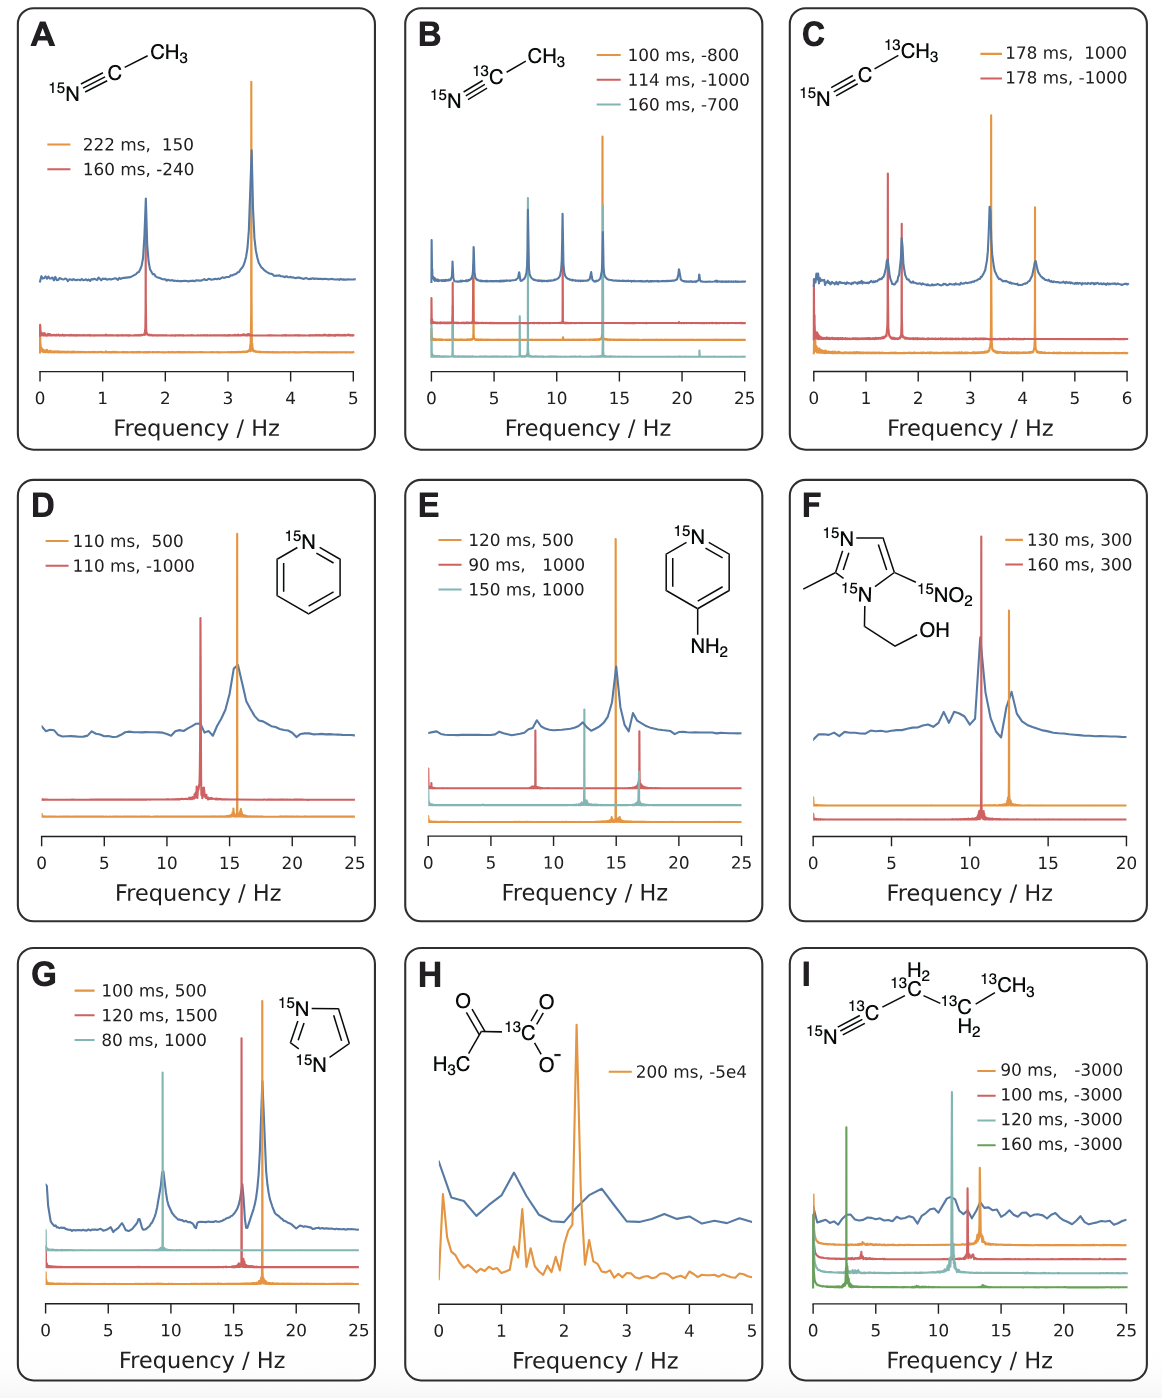 A
CH3
C
15N
222 ms, 150
160 ms, -240
0 1 2 3 4 5
Frequency / Hz
B
13C
CH3
15N
100 ms, -800
114 ms, -1000
160 ms, -700
0 5 10 15 20 25
Frequency / Hz
C
13CH3
C
15N
178 ms, 1000
178 ms, -1000
0 1 2 3 4 5 6
Frequency / Hz
D
110 ms, 500
110 ms, -1000
15N
0 5 10 15 20 25
Frequency / Hz
E
120 ms, 500
90 ms, 1000
150 ms, 1000
15N
NH2
0 5 10 15 20 25
Frequency / Hz
F
15N
15N
15NO2
OH
130 ms, 300
160 ms, 300
0 5 10 15 20
Frequency / Hz
G
100 ms, 500
120 ms, 1500
80 ms, 1000
15N
15N
0 5 10 15 20 25
Frequency / Hz
H
O O
13C
H3C O-
200 ms, -5e4
0 1 2 3 4 5
Frequency / Hz
I
H2
13C 13CH3
13C 13C
15N H2
90 ms, -3000
100 ms, -3000
120 ms, -3000
160 ms, -3000
0 5 10 15 20 25
Frequency / Hz